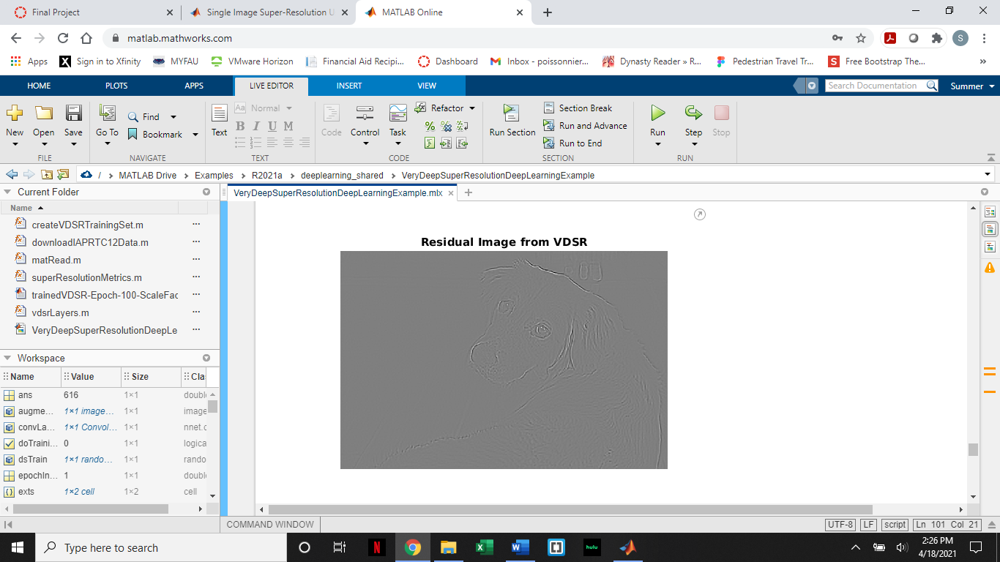 Final Project
Single Image Super-Resolution U
MATLAB Online
matlab.mathworks.com
S
Apps
Sign in to Xfinity
MYFAU
VMware Horizon
Financial Aid Recipi...
Dashboard
Inbox - poissonnier...
Dynasty Reader » R...
Pedestrian Travel Tr...
Free Bootstrap The...
HOME PLOTS APPS LIVE EDITOR INSERT VIEW
Search Documentation
Summer
New Open Save
FILE
Go To
Find
Bookmark
NAVIGATE
Text
Aa Normal
B I U M
TEXT
Code Control Task
Refactor
CODE
Run Section
Section Break
Run and Advance
Run to End
SECTION
Run Step Stop
RUN
/ MATLAB Drive Examples R2021a deeplearning_shared VeryDeepSuperResolutionDeepLearningExample
Current Folder
Name
createVDSRTrainingSet.m
downloadIAPRTC12Data.m
matRead.m
superResolutionMetrics.m
trainedVDSR-Epoch-100-ScaleFac
vdsrLayers.m
VeryDeepSuperResolutionDeepLe
Workspace
Name Value Size Cla
ans 616 1×1 double
augme... 1×1 image... 1×1 image
convLa... 1×1 Convol... 1×1 nnet.c
doTraini... 0 1×1 logica
dsTrain 1×1 rando... 1×1 rando
epochIn... 1 1×1 double
exts 1×2 cell 1×2 cell
VeryDeepSuperResolutionDeepLearningExample.mlx
Residual Image from VDSR
COMMAND WINDOW
UTF-8 LF script Ln 101 Col 21
Type here to search
hulu
2:26 PM
4/18/2021